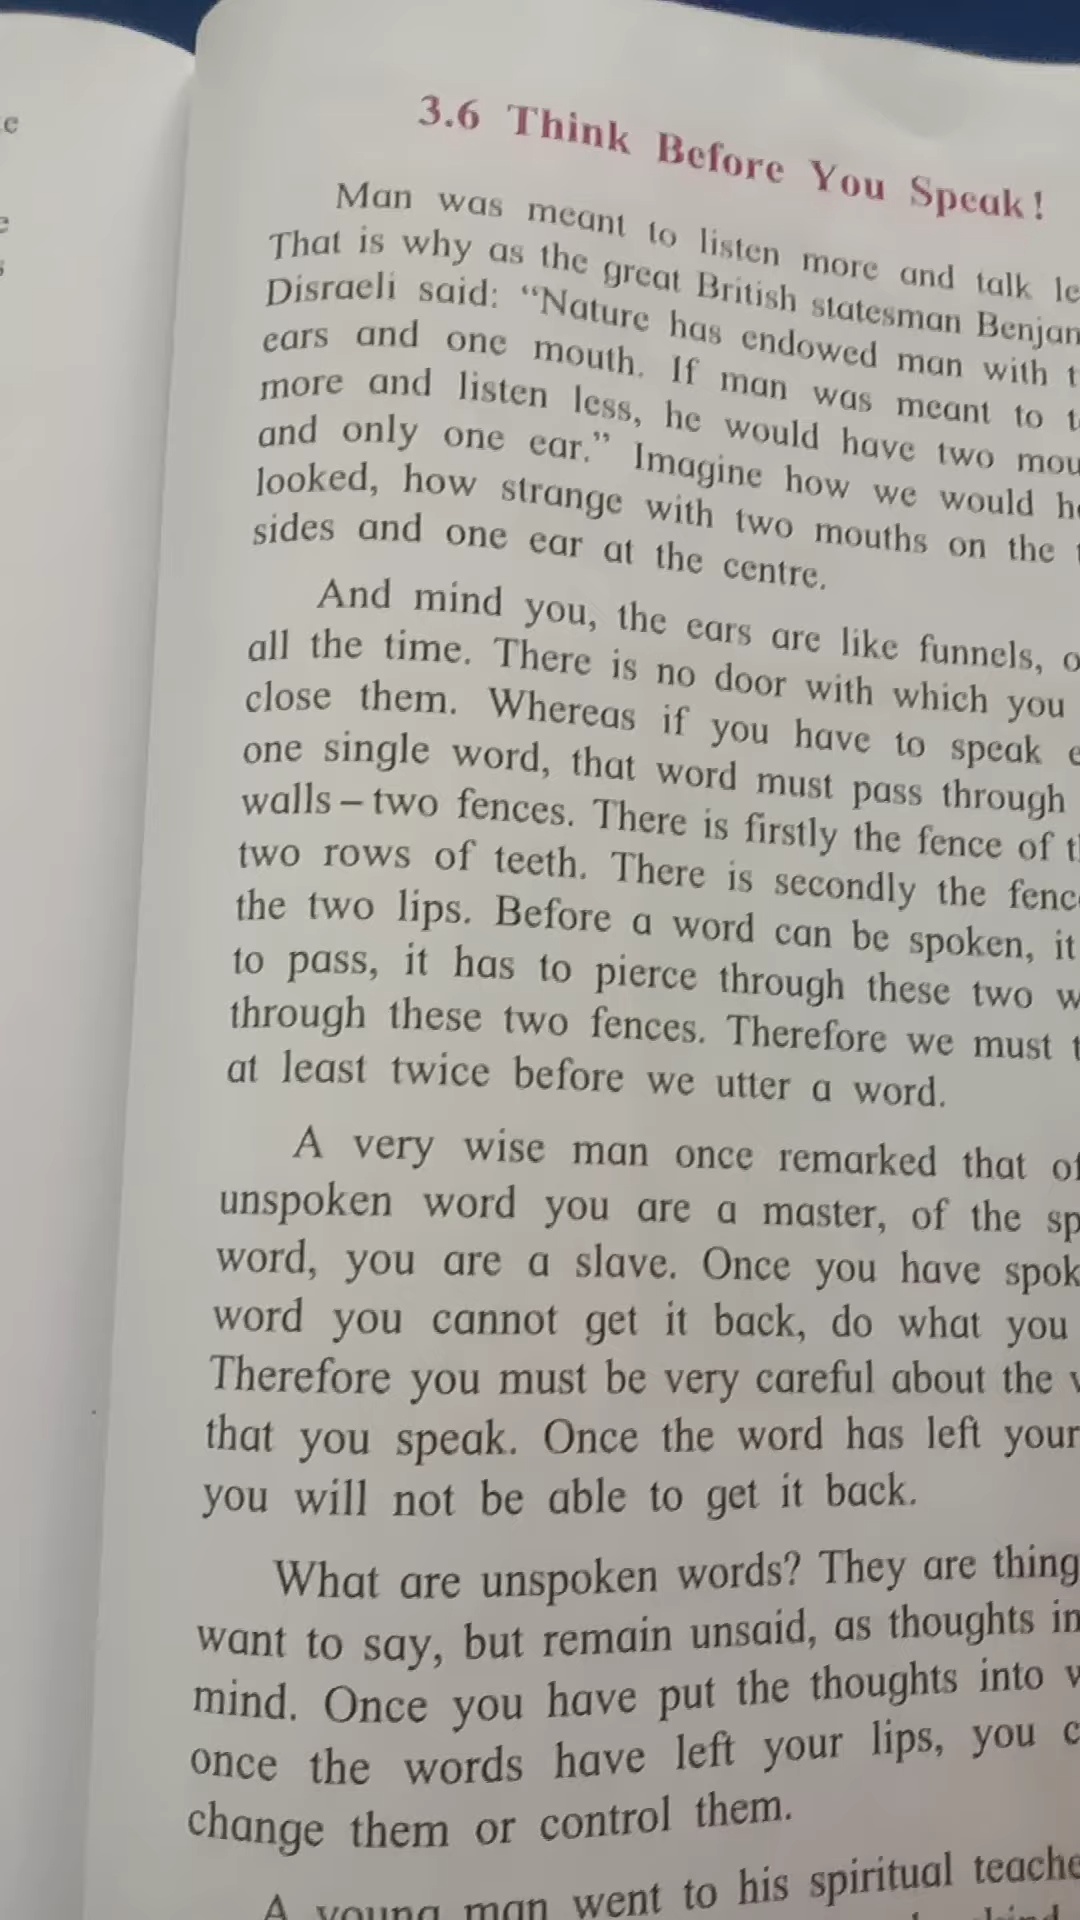 3.6 Think Before You Speak!
Man was meant to listen more and talk
That is why as the great British statesman
Disraeli said: “Nature has endowed man with
ears and one mouth. If man was meant to
more and listen less, he would have two
and only one ear.” Imagine how we would
looked, how strange with two mouths on the
sides and one ear at the centre.
And mind you, the ears are like funnels,
all the time. There is no door with which you
close them. Whereas if you have to speak
one single word, that word must pass through
walls – two fences. There is firstly the fence of
two rows of teeth. There is secondly the
the two lips. Before a word can be spoken, it
to pass, it has to pierce through these two
through these two fences. Therefore we must
at least twice before we utter a word.
A very wise man once remarked that
unspoken word you are a master, of the
word, you are a slave. Once you have
word you cannot get it back, do what you
Therefore you must be very careful about the
that you speak. Once the word has left your
you will not be able to get it back.
What are unspoken words? They are
want to say, but remain unsaid, as thoughts in
mind. Once you have put the thoughts into
once the words have left your lips, you
change them or control them.
A young man went to his spiritual